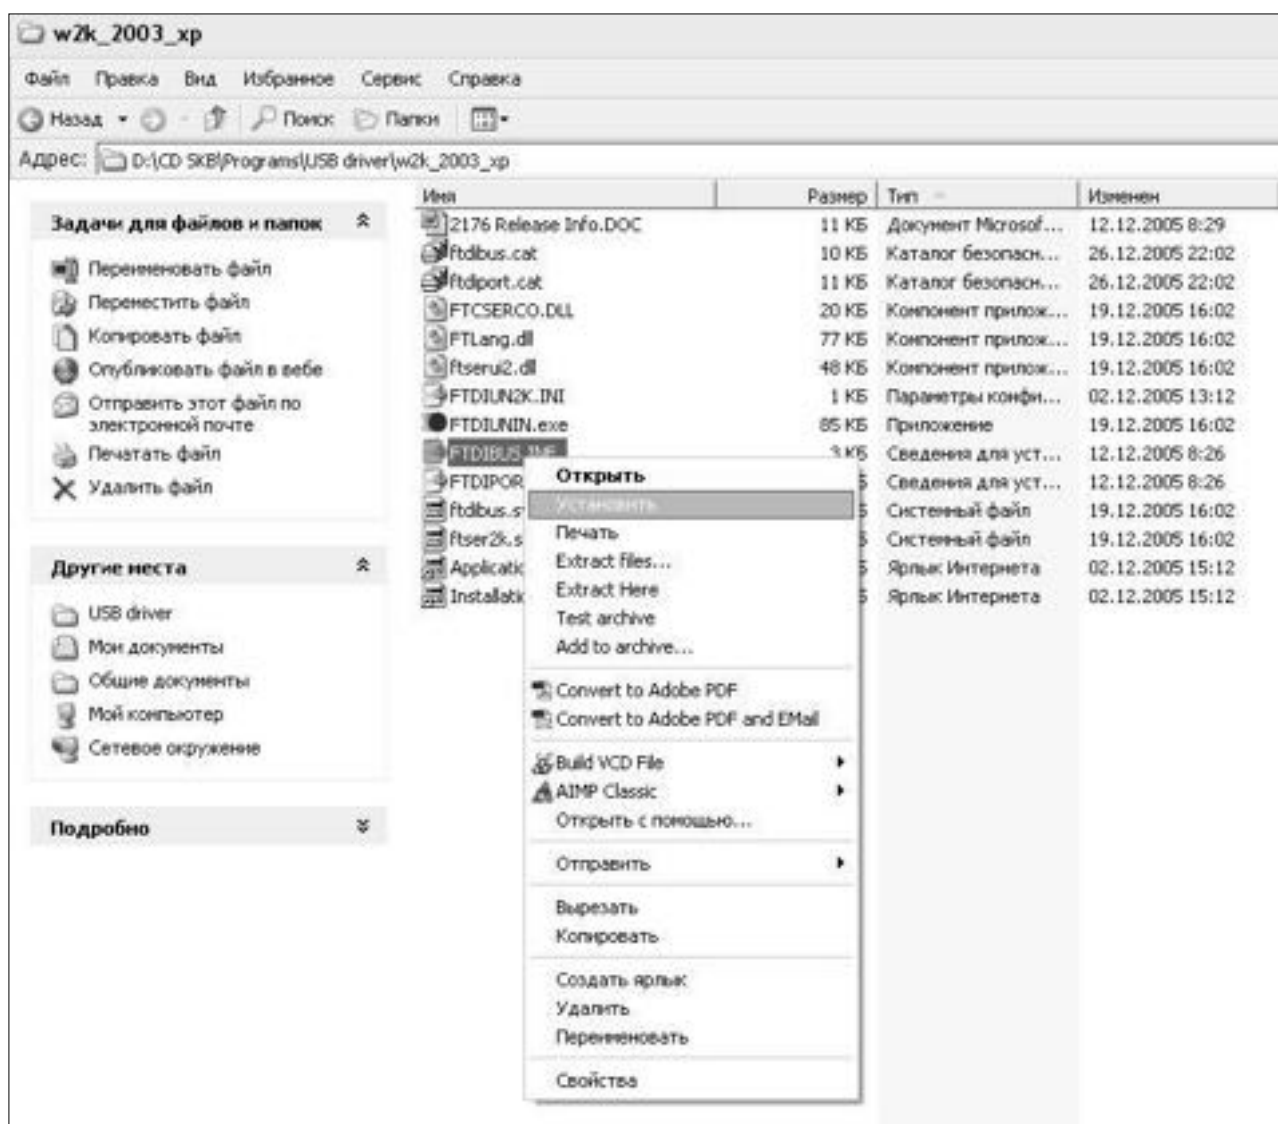 w2k_2003_xp
Файл Правка Вид Избранное Сервис Справка
Назад Поиск Папки
Адрес: D:\CD SKB\Programs\USB driver\w2k_2003_xp
Задачи для файлов и папок
Переименовать файл
Переместить файл
Копировать файл
Опубликовать файл в вебе
Отправить этот файл по
электронной почте
Печатать файл
Удалить файл
Другие места
USB driver
Мои документы
Общие документы
Мой компьютер
Сетевое окружение
Подробно
Имя Размер Тип Изменен
2176 Release Info.DOC 11 КБ Документ Microsof... 12.12.2005 8:29
ftdibus.cat 10 КБ Каталог безопасн... 26.12.2005 22:02
ftdiport.cat 11 КБ Каталог безопасн... 26.12.2005 22:02
FTCSERCO.DLL 20 КБ Компонент прилож... 19.12.2005 16:02
FTLang.dll 77 КБ Компонент прилож... 19.12.2005 16:02
ftserui2.dll 48 КБ Компонент прилож... 19.12.2005 16:02
FTDIUN2K.INI 1 КБ Параметры конфи... 02.12.2005 13:12
FTDIUNIN.exe 85 КБ Приложение 19.12.2005 16:02
FTDIBUS.INF 3 КБ Сведения для уст... 12.12.2005 8:26
FTDIPOR Сведения для уст... 12.12.2005 8:26
ftdibus.s Системный файл 19.12.2005 16:02
ftser2k.s Системный файл 19.12.2005 16:02
Applicatic Ярлык Интернета 02.12.2005 15:12
Installatic Ярлык Интернета 02.12.2005 15:12
Открыть
Установить
Печать
Extract files...
Extract Here
Test archive
Add to archive...
Convert to Adobe PDF
Convert to Adobe PDF and EMail
Build VCD File
AIMP Classic
Открыть с помощью...
Отправить
Вырезать
Копировать
Создать ярлык
Удалить
Переименовать
Свойства